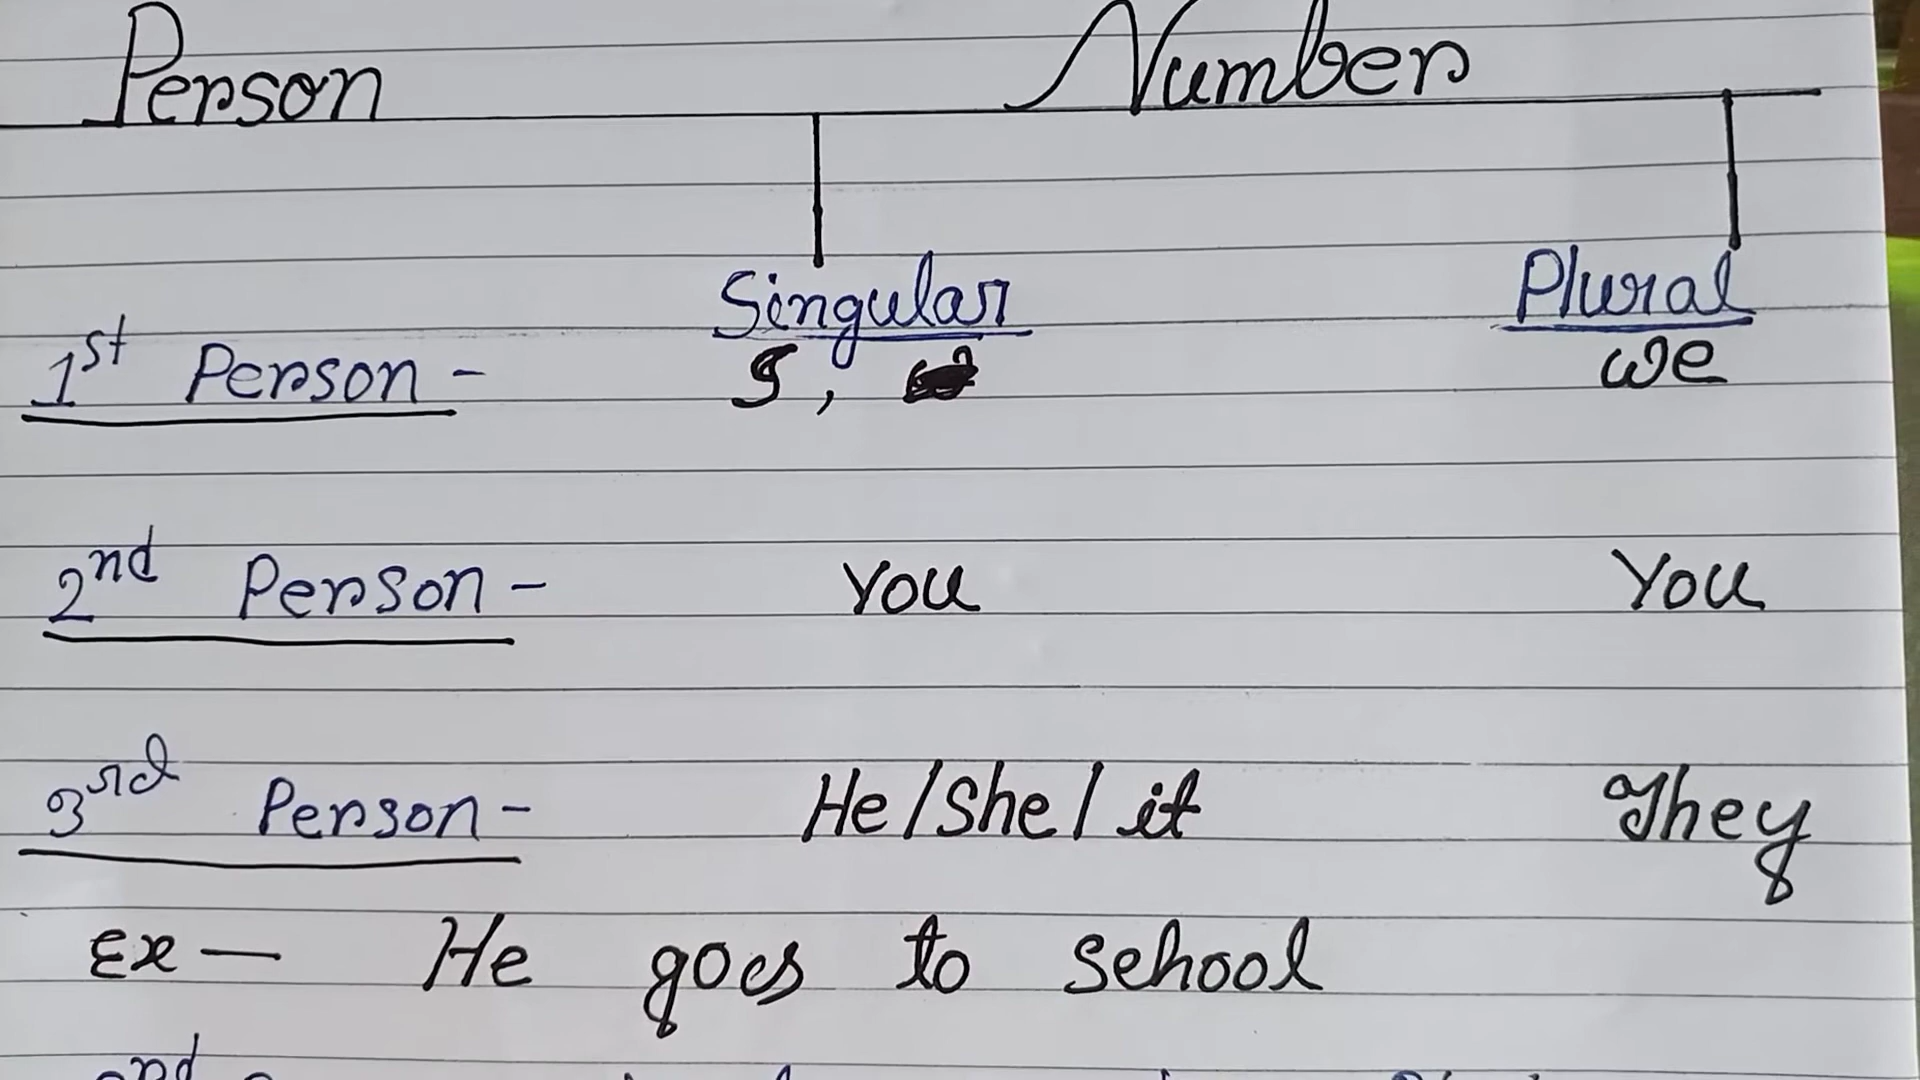 Person Number
Singular Plural
1st Person - I, we
2nd Person - You You
3rd Person - He/She/it They
Ex — He goes to school